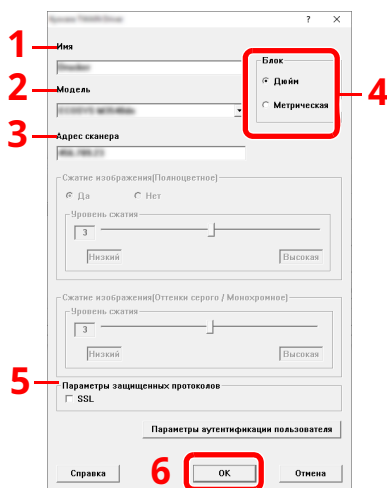 ? ×
1 Имя
Блок
Дюйм
4
2 Модель
Метрическая
3 Адрес сканера
Сжатие изображения(Полноцветное)
Да Нет
Уровень сжатия
3
Низкий Высокая
Сжатие изображения(Оттенки серого / Монохромное)
Уровень сжатия
3
Низкий Высокая
5 Параметры защищенных протоколов
SSL
Параметры аутентификации пользователя
Справка 6 OK Отмена